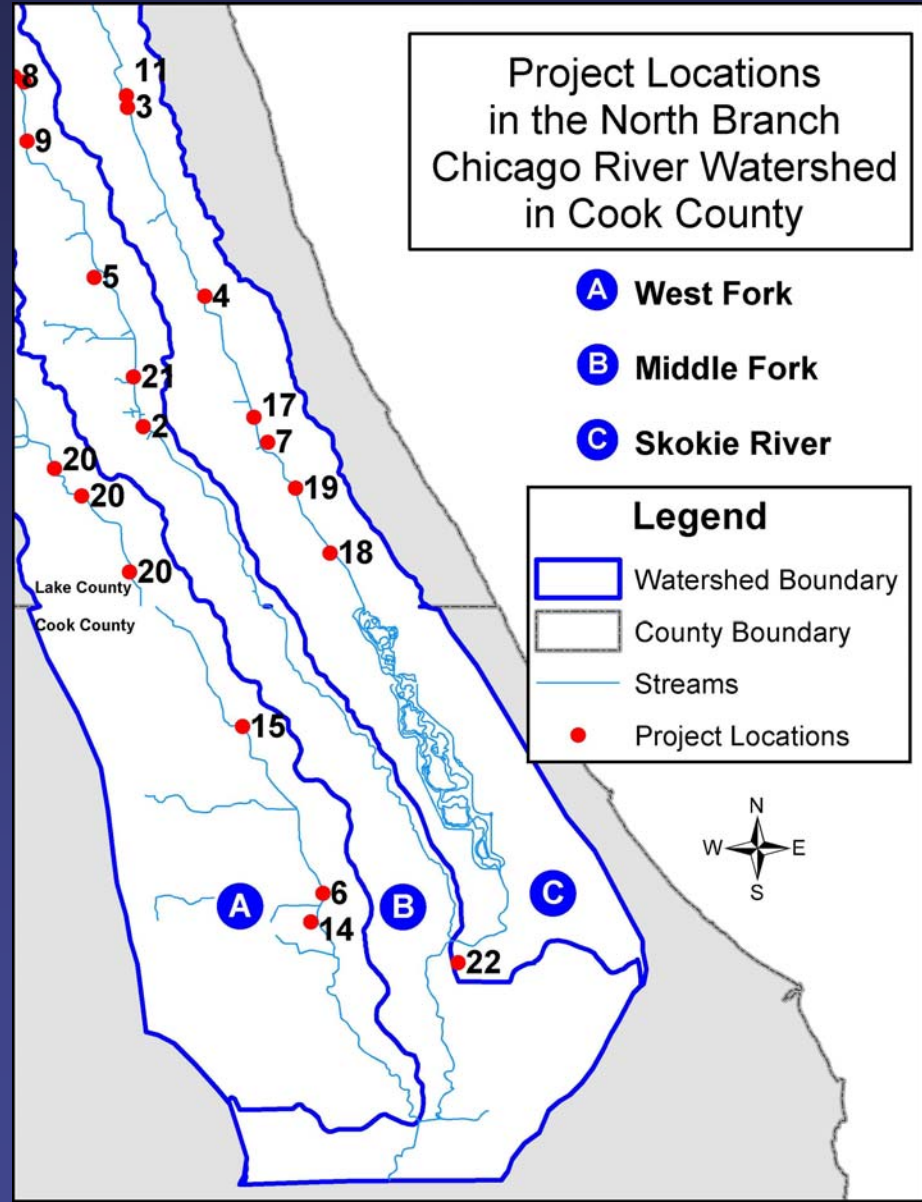 Project Locations
in the North Branch
Chicago River Watershed
in Cook County
A West Fork
B Middle Fork
C Skokie River
Legend
Watershed Boundary
County Boundary
Streams
Project Locations
N
W E
S
8
11
3
9
5
4
21
17
2
7
20
19
20
18
20
Lake County
Cook County
15
6
A
B
C
14
22